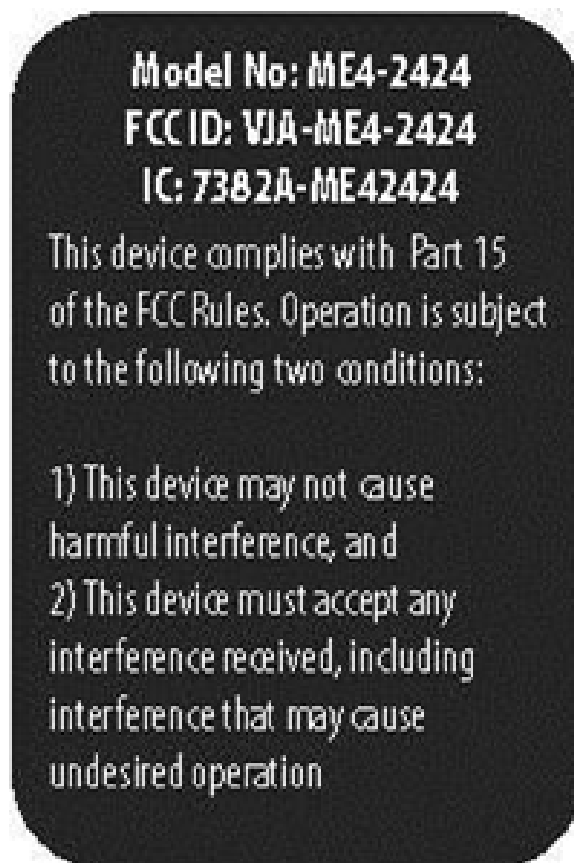 Model No: ME4-2424
FCC ID: VJA-ME4-2424
IC: 7382A-ME42424
This device complies with Part 15
of the FCC Rules. Operation is subject
to the following two conditions:
1) This device may not cause
harmful interference, and
2) This device must accept any
interference received, including
interference that may cause
undesired operation